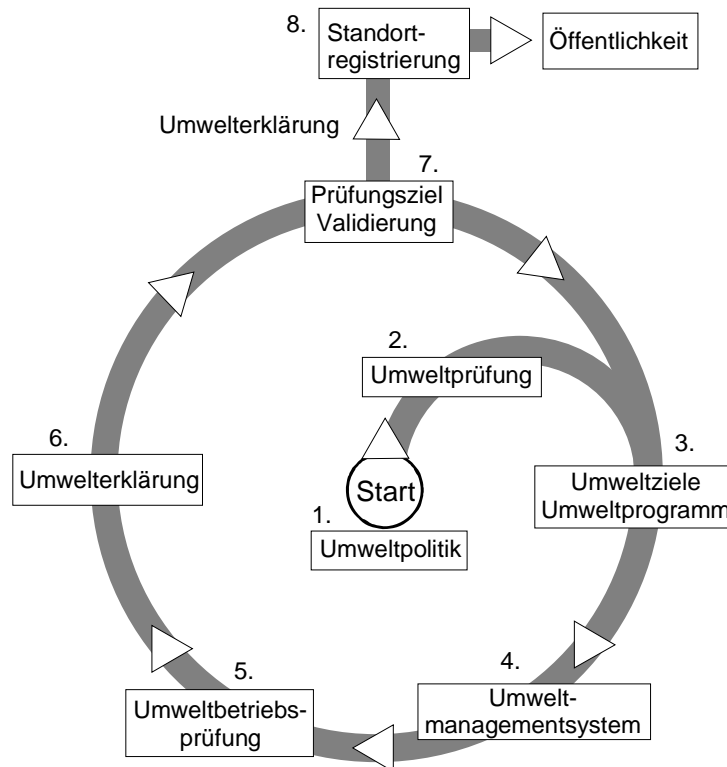 8.
Standort-
registrierung
Öffentlichkeit
Umwelterklärung
7.
Prüfungsziel
Validierung
2.
Umweltprüfung
6.
Umwelterklärung
3.
Umweltziele
Umweltprogramm
Start
1.
Umweltpolitik
4.
Umwelt-
managementsystem
5.
Umweltbetriebs-
prüfung